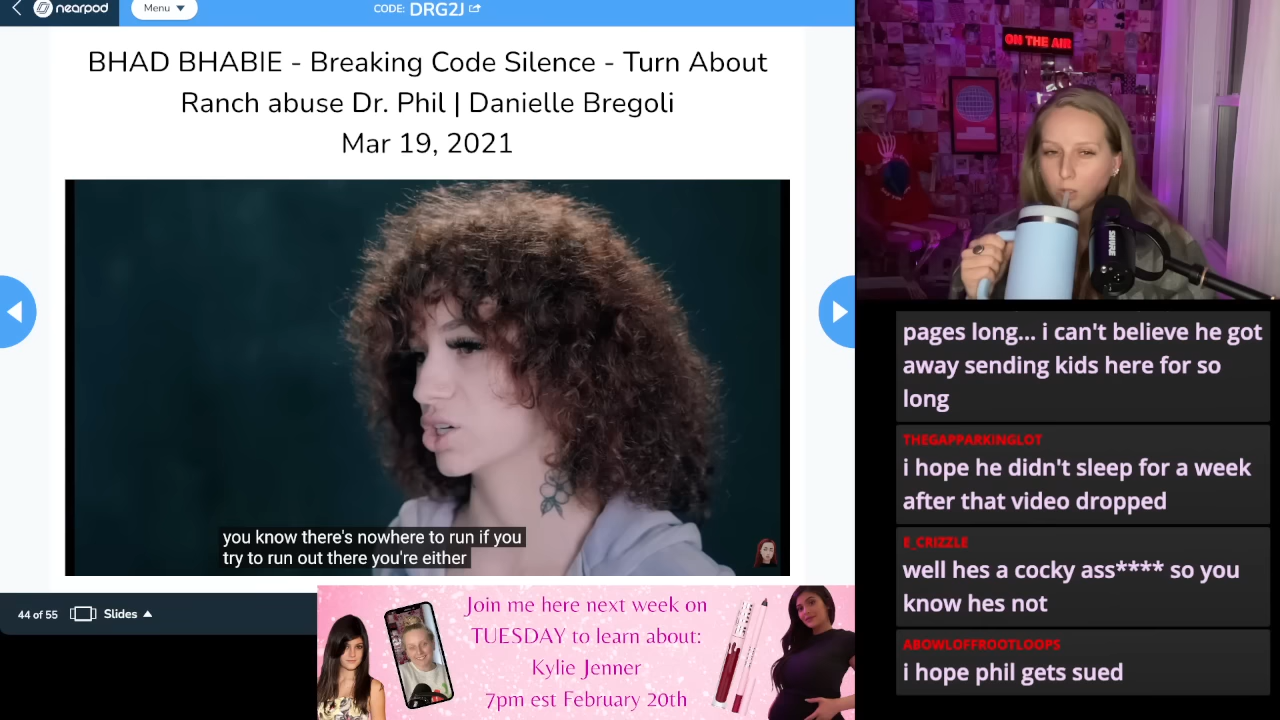 nearpod
Menu
CODE: DRG2J
BHAD BHABIE - Breaking Code Silence - Turn About
Ranch abuse Dr. Phil | Danielle Bregoli
Mar 19, 2021
you know there's nowhere to run if you
try to run out there you're either
44 of 55
Slides
Join me here next week on
TUESDAY to learn about:
Kylie Jenner
7pm est February 20th
ON THE AIR
SHURE
pages long... i can't believe he got
away sending kids here for so
long
THEGAPPARKINGLOT
i hope he didn't sleep for a week
after that video dropped
E_CRIZZLE
well hes a cocky ass**** so you
know hes not
ABOWLOFFROOTLOOPS
i hope phil gets sued